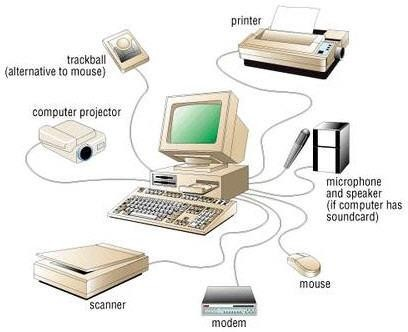 printer
trackball
(alternative to mouse)
computer projector
microphone
and speaker
(if computer has
soundcard)
mouse
scanner
modem